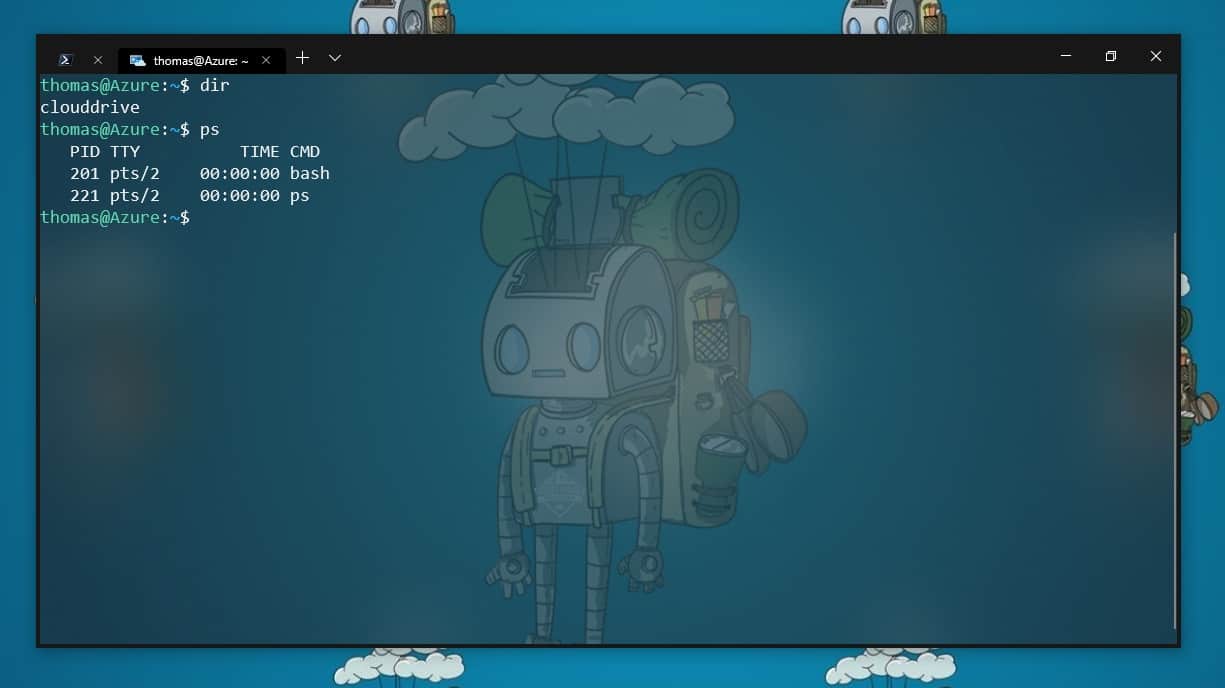 thomas@Azure: ~
thomas@Azure:~$ dir
clouddrive
thomas@Azure:~$ ps
PID TTY TIME CMD
201 pts/2 00:00:00 bash
221 pts/2 00:00:00 ps
thomas@Azure:~$